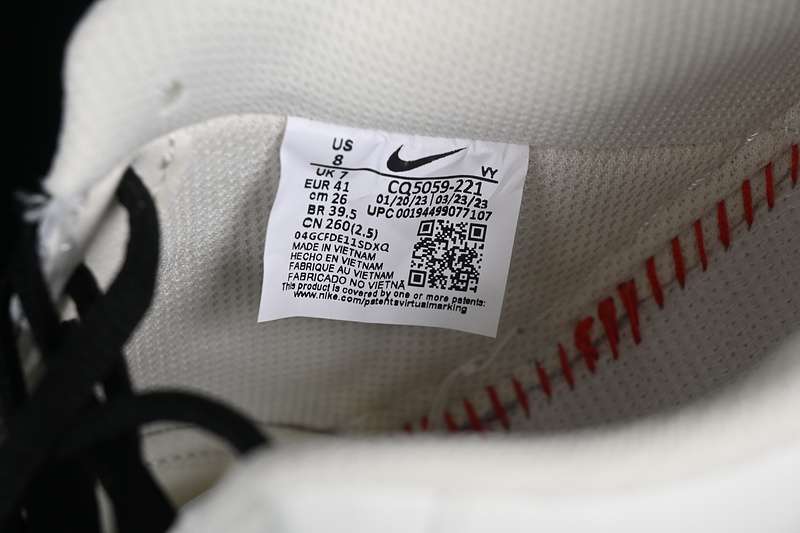 US
8
UK 7
EUR 41
cm 26
BR 39,5
CN 260(2.5)
VY
CQ5059-221
01/20/23 | 03/23/23
UPC 00194499077107
04GCFDE11SDXQ
MADE IN VIETNAM
HECHO EN VIETNAM
FABRIQUE AU VIETNAM
FABRICADO NO VIETNÃ
This product is covered by one or more patents:
www.nike.com/patentsvirtualmarking